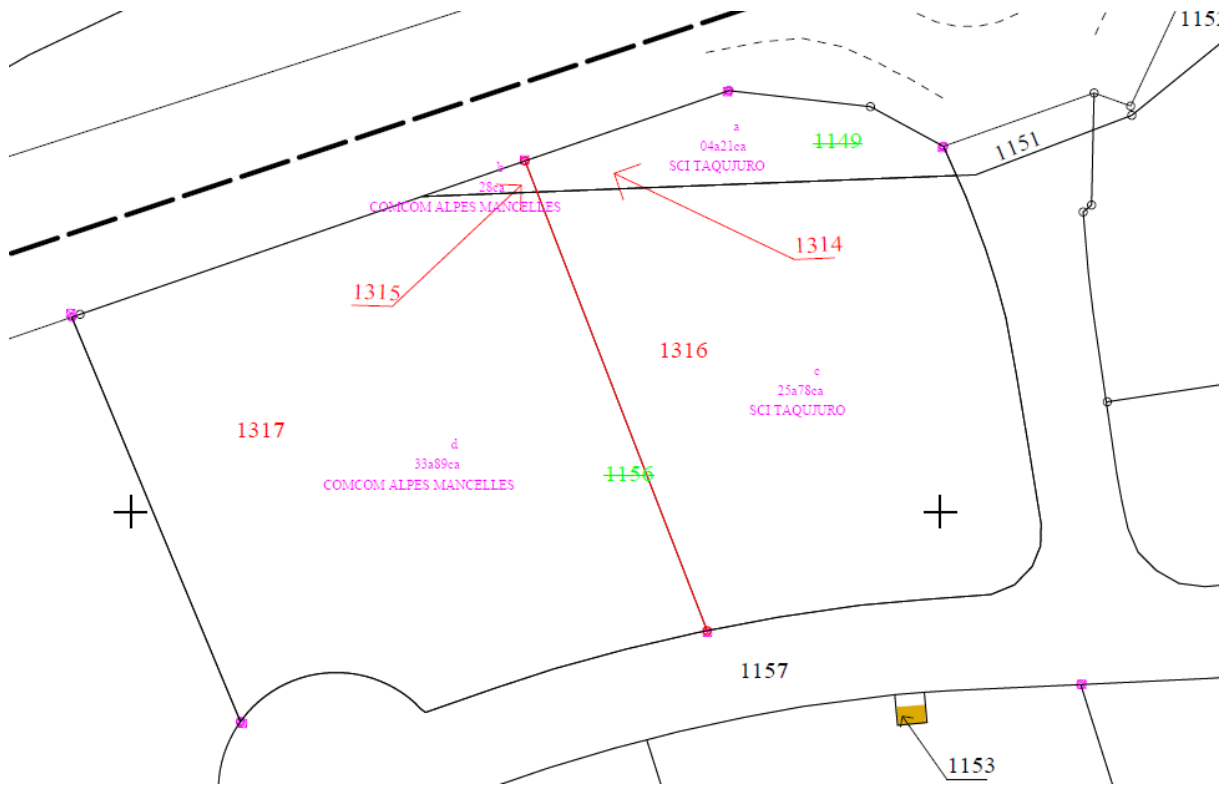 1152
a
04a21ca
SCI TAQUJURO
1149
1151
b
28ca
COMCOM ALPES MANCELLES
1314
1315
1316
c
25a78ca
SCI TAQUJURO
1317
d
33a89ca
COMCOM ALPES MANCELLES
1156
1157
1153